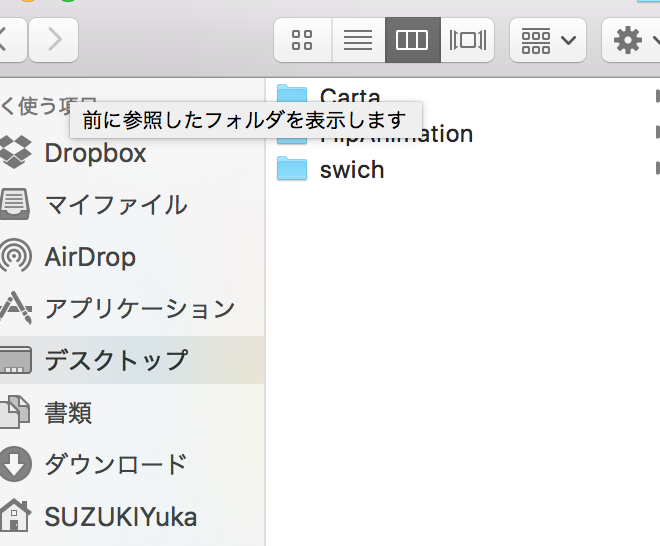 く使う項目
前に参照したフォルダを表示します
Dropbox
マイファイル
AirDrop
アプリケーション
デスクトップ
書類
ダウンロード
SUZUKIYuka
Carta
FlipAnimation
swich